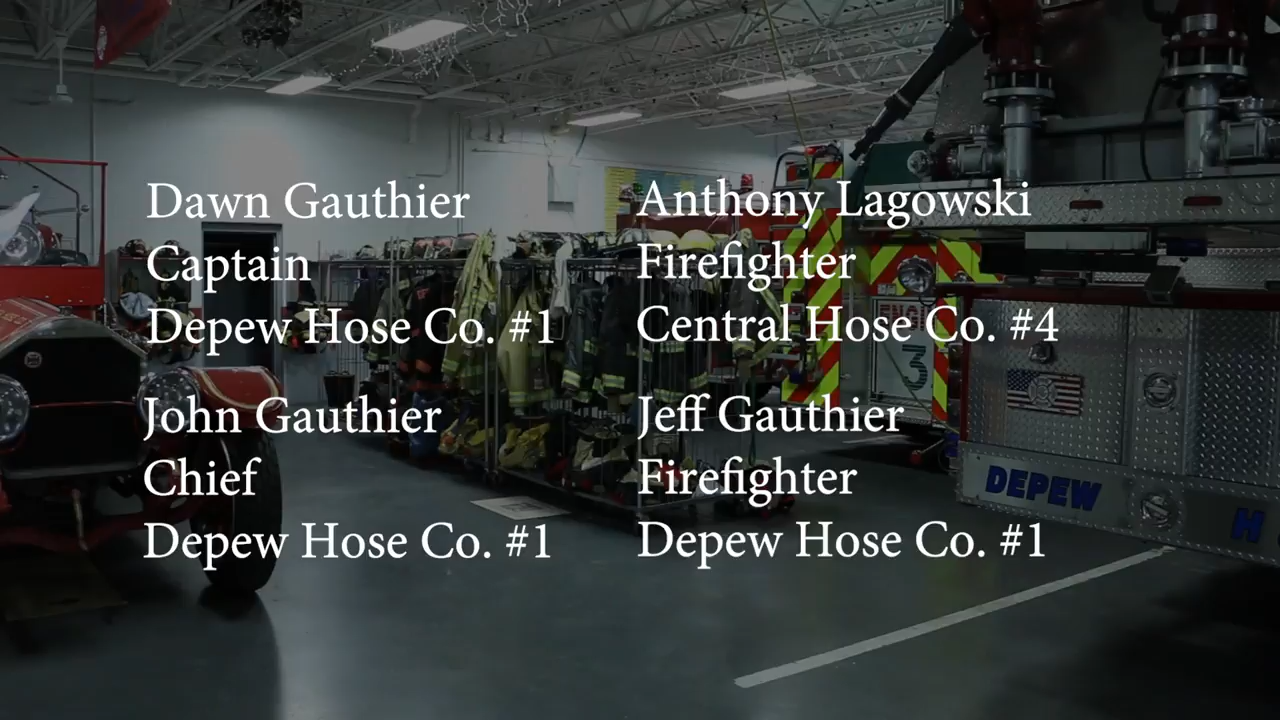 Dawn Gauthier
Captain
Depew Hose Co. #1
John Gauthier
Chief
Depew Hose Co. #1
Anthony Lagowski
Firefighter
Central Hose Co. #4
Jeff Gauthier
Firefighter
Depew Hose Co. #1
3
DEPEW
H